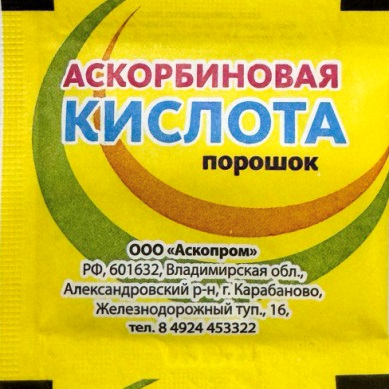 АСКОРБИНОВАЯ
КИСЛОТА
порошок
ООО «Аскопром»
РФ, 601632, Владимирская обл.,
Александровский р-н, г. Карабаново,
Железнодорожный туп., 16,
тел. 8 4924 453322